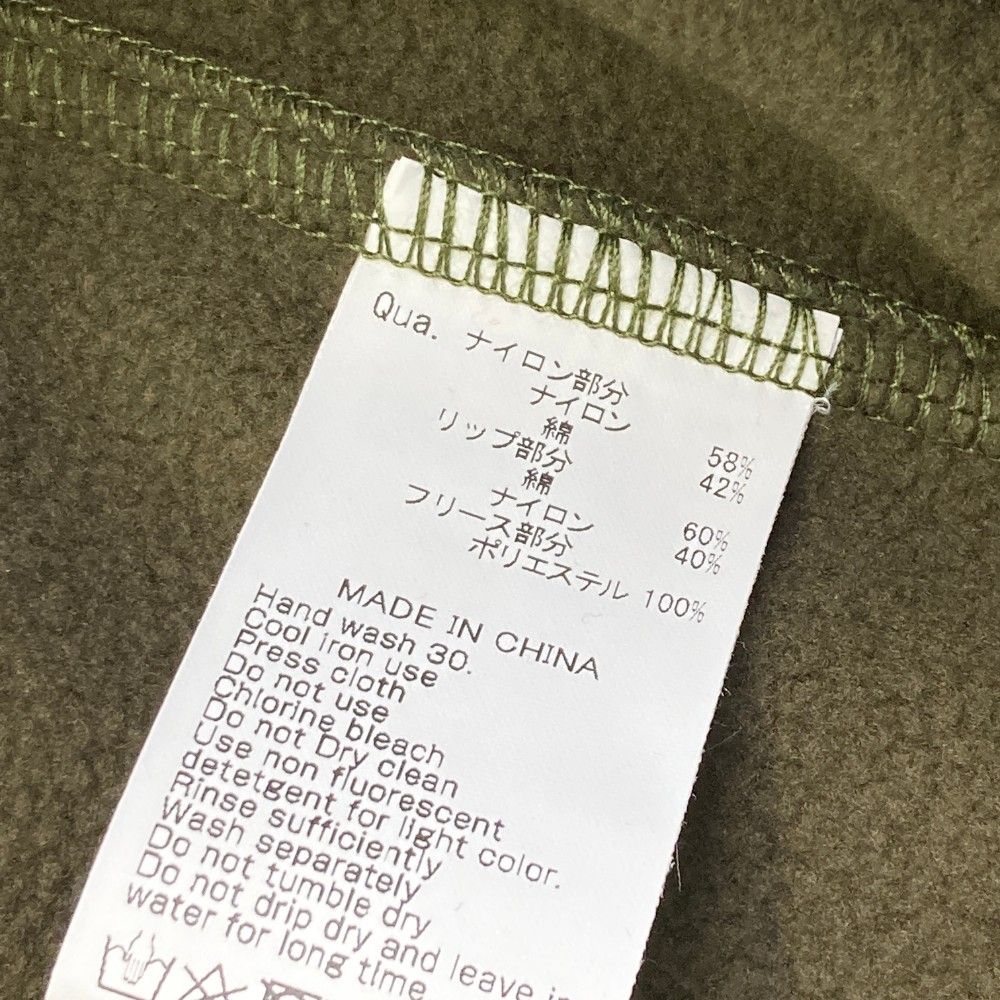 Qua. ナイロン部分
ナイロン 58%
綿 42%
リップ部分
綿 60%
ナイロン 40%
フリース部分
ポリエステル 100%
MADE IN CHINA
Hand wash 30.
Cool iron use
Press cloth
Do not use
Chlorine bleach
Do not Dry clean
Use non fluorescent
detetgent for light color.
Rinse sufficiently
Wash separately
Do not tumble dry
Do not drip dry and leave in
water for long time